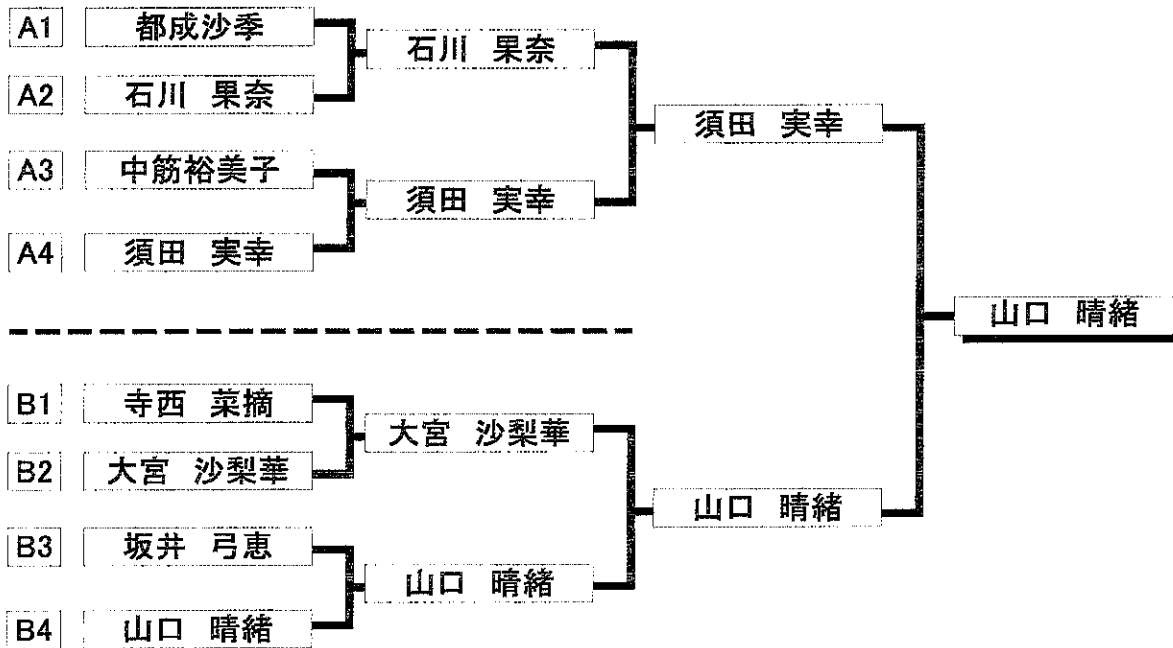 A1 都成沙季
石川 果奈
A2 石川 果奈
須田 実幸
A3 中筋裕美子
須田 実幸
A4 須田 実幸
山口 晴緒
B1 寺西 菜摘
大宮 沙梨華
B2 大宮 沙梨華
山口 晴緒
B3 坂井 弓恵
山口 晴緒
B4 山口 晴緒